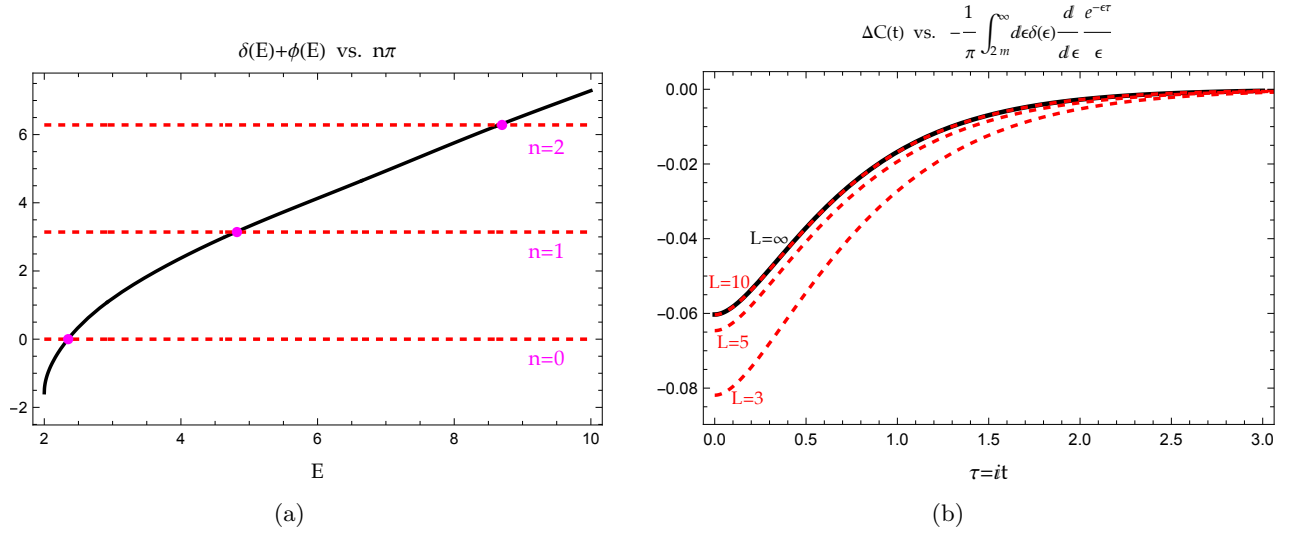 δ(E)+ϕ(E) vs. nπ
6
4
2
0
−2
n=2
n=1
n=0
2 4 6 8 10
E
(a)
ΔC(t) vs. −1/π ∫_{2m}^{∞} ⅆϵδ(ϵ) ⅆ/ⅆϵ e^{−ϵτ}/ϵ
0.00
−0.02
−0.04
−0.06
−0.08
L=∞
L=10
L=5
L=3
0.0 0.5 1.0 1.5 2.0 2.5 3.0
τ=ⅈt
(b)